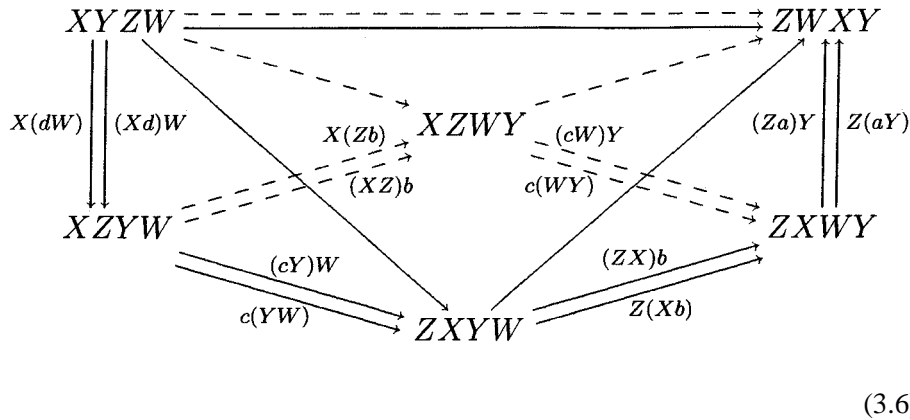 XYZW ZWXY
X(dW) (Xd)W XZWY (Za)Y Z(aY)
X(Zb) (cW)Y
(XZ)b c(WY)
XZYW ZXWY
(cY)W (ZX)b
c(YW) Z(Xb)
ZXYW
(3.6